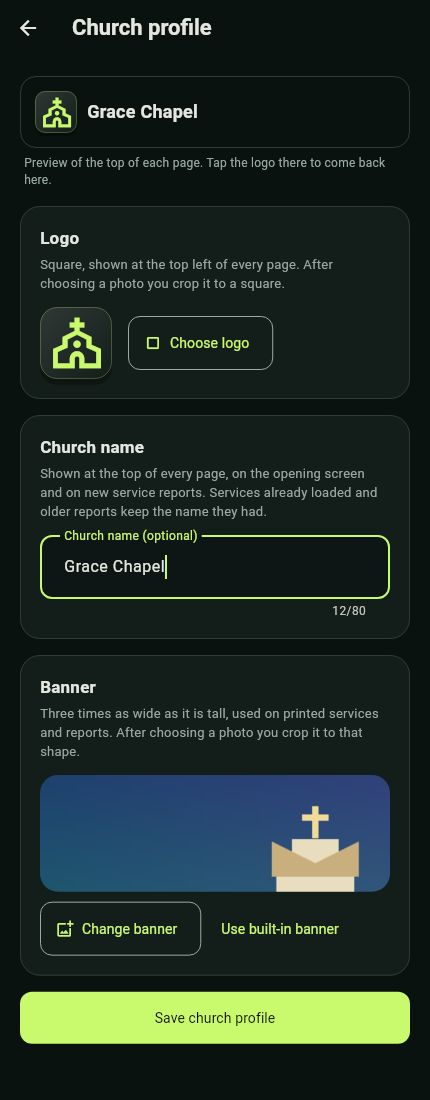 Church profile
Grace Chapel
Preview of the top of each page. Tap the logo there to come back
here.
Logo
Square, shown at the top left of every page. After
choosing a photo you crop it to a square.
Choose logo
Church name
Shown at the top of every page, on the opening screen
and on new service reports. Services already loaded and
older reports keep the name they had.
Church name (optional)
Grace Chapel
12/80
Banner
Three times as wide as it is tall, used on printed services
and reports. After choosing a photo you crop it to that
shape.
Change banner
Use built-in banner
Save church profile